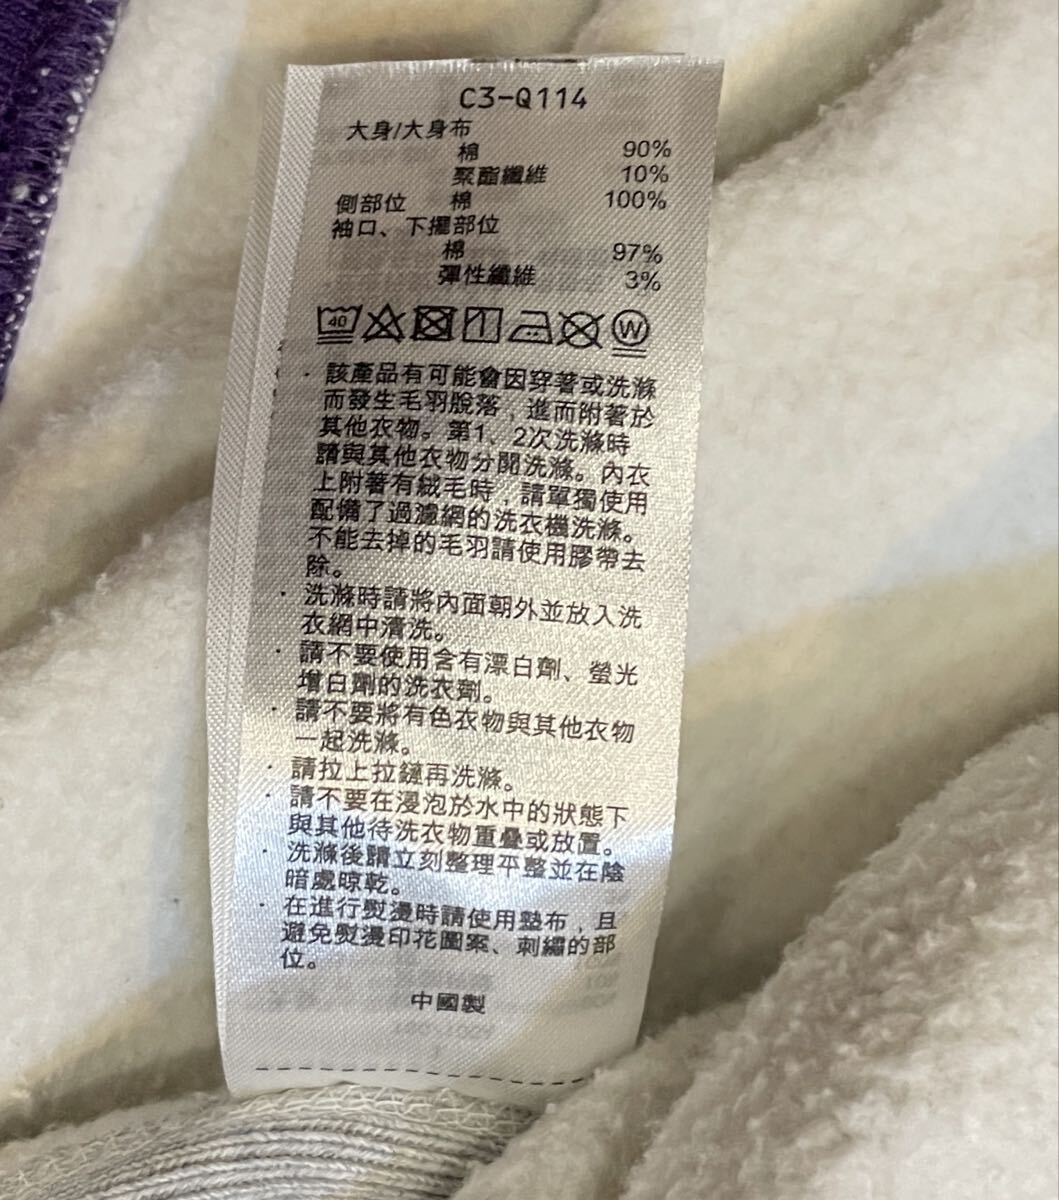 C3-Q114
大身/大身布
棉 90%
聚酯纖維 10%
側部位 棉 100%
袖口、下擺部位
棉 97%
彈性纖維 3%
40
W
· 該產品有可能會因穿著或洗滌
而發生毛羽脫落，進而附著於
其他衣物。第1、2次洗滌時
請與其他衣物分開洗滌。內衣
上附著有絨毛時，請單獨使用
配備了過濾網的洗衣機洗滌。
不能去掉的毛羽請使用膠帶去
除。
· 洗滌時請將內面朝外並放入洗
衣網中清洗。
· 請不要使用含有漂白劑、螢光
增白劑的洗衣劑。
· 請不要將有色衣物與其他衣物
一起洗滌。
· 請拉上拉鏈再洗滌。
· 請不要在浸泡於水中的狀態下
與其他待洗衣物重疊或放置。
· 洗滌後請立刻整理平整並在陰
暗處晾乾。
· 在進行熨燙時請使用墊布，且
避免熨燙印花圖案、刺繡的部
位。
中國製